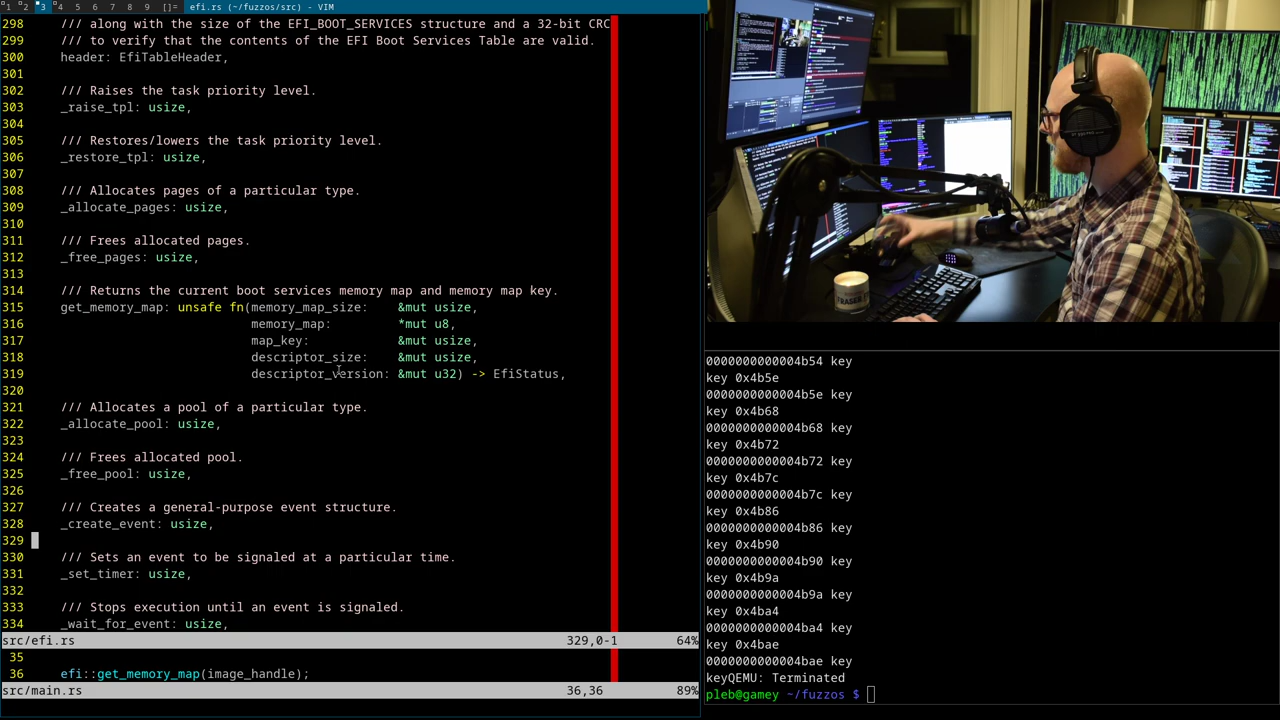 1 2 3 4 5 6 7 8 9 []= efi.rs (~/fuzzos/src) - VIM
298 /// along with the size of the EFI_BOOT_SERVICES structure and a 32-bit CRC
299 /// to verify that the contents of the EFI Boot Services Table are valid.
300 header: EfiTableHeader,
301
302 /// Raises the task priority level.
303 _raise_tpl: usize,
304
305 /// Restores/lowers the task priority level.
306 _restore_tpl: usize,
307
308 /// Allocates pages of a particular type.
309 _allocate_pages: usize,
310
311 /// Frees allocated pages.
312 _free_pages: usize,
313
314 /// Returns the current boot services memory map and memory map key.
315 get_memory_map: unsafe fn(memory_map_size: &mut usize,
316 memory_map: *mut u8,
317 map_key: &mut usize,
318 descriptor_size: &mut usize,
319 descriptor_version: &mut u32) -> EfiStatus,
320
321 /// Allocates a pool of a particular type.
322 _allocate_pool: usize,
323
324 /// Frees allocated pool.
325 _free_pool: usize,
326
327 /// Creates a general-purpose event structure.
328 _create_event: usize,
329
330 /// Sets an event to be signaled at a particular time.
331 _set_timer: usize,
332
333 /// Stops execution until an event is signaled.
334 _wait_for_event: usize,
src/efi.rs 329,0-1 64%
35
36 efi::get_memory_map(image_handle);
src/main.rs 36,36 89%
0000000000004b54 key
key 0x4b5e
0000000000004b5e key
key 0x4b68
0000000000004b68 key
key 0x4b72
0000000000004b72 key
key 0x4b7c
0000000000004b7c key
key 0x4b86
0000000000004b86 key
key 0x4b90
0000000000004b90 key
key 0x4b9a
0000000000004b9a key
key 0x4ba4
0000000000004ba4 key
key 0x4bae
0000000000004bae key
keyQEMU: Terminated
pleb@gamey ~/fuzzos $